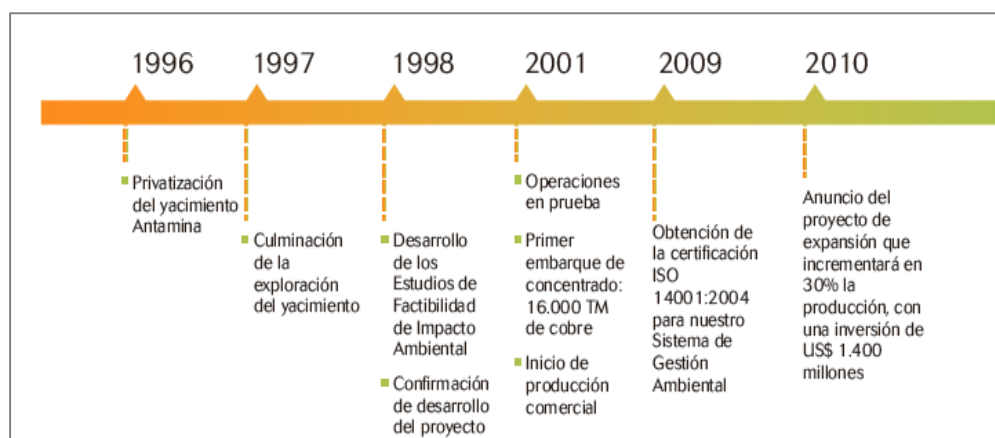 1996
1997
1998
2001
2009
2010
Privatización
del yacimiento
Antamina
Culminación
de la
exploración
del yacimiento
Desarrollo
de los
Estudios de
Factibilidad
de Impacto
Ambiental
Confirmación
de desarrollo
del proyecto
Operaciones
en prueba
Primer
embarque de
concentrado:
16.000 TM
de cobre
Inicio de
producción
comercial
Obtención de
la certificación
ISO
14001:2004
para nuestro
Sistema de
Gestión
Ambiental
Anuncio del
proyecto de
expansión que
incrementará en
30% la
producción, con
una inversión de
US$ 1.400
millones